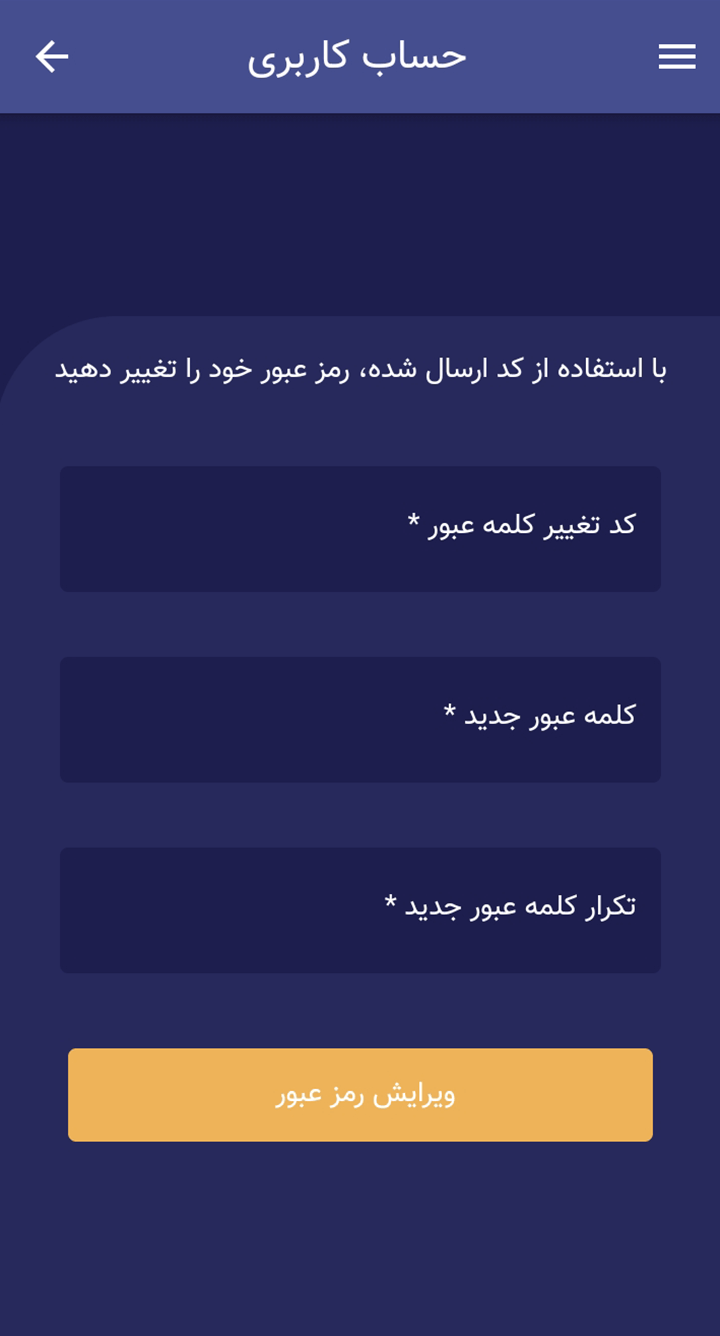 حساب کاربری
با استفاده از کد ارسال شده، رمز عبور خود را تغییر دهید
کد تغییر کلمه عبور *
کلمه عبور جدید *
تکرار کلمه عبور جدید *
ویرایش رمز عبور